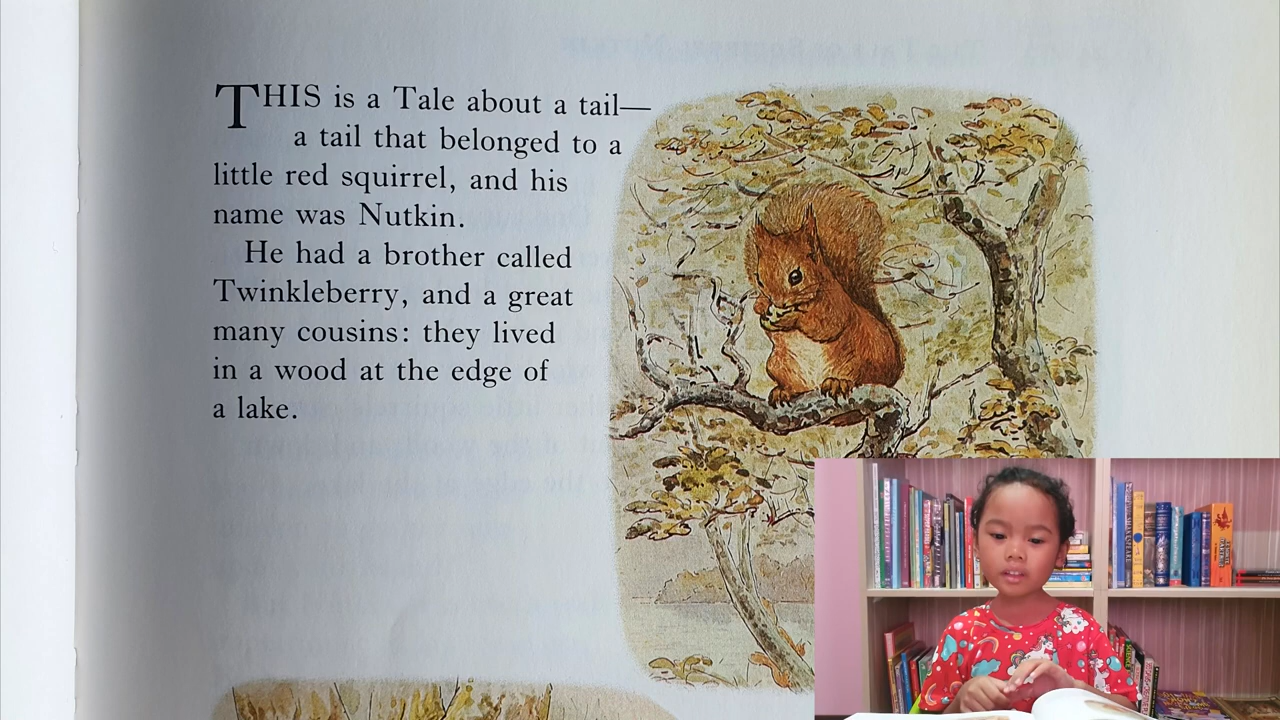 THIS is a Tale about a tail—
a tail that belonged to a
little red squirrel, and his
name was Nutkin.
He had a brother called
Twinkleberry, and a great
many cousins: they lived
in a wood at the edge of
a lake.